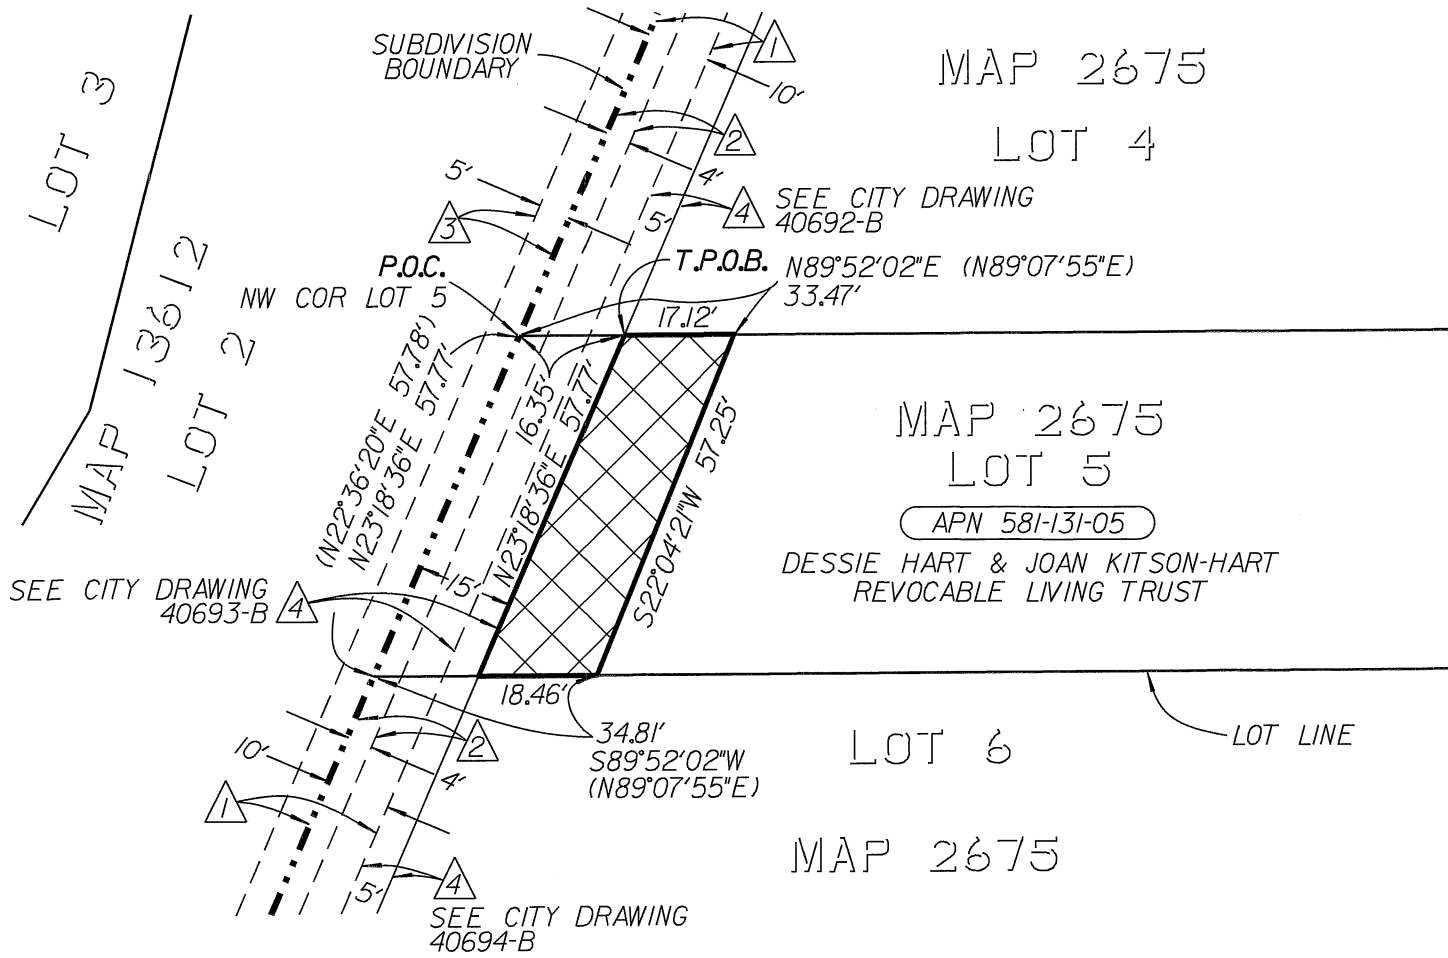 SUBDIVISION
BOUNDARY
1
10'
MAP 2675
LOT 4
LOT 3
2
5'
4'
3
4
SEE CITY DRAWING
40692-B
5'
P.O.C.
NW COR LOT 5
T.P.O.B.
N89°52'02"E (N89°07'55"E)
33.47'
17.12'
MAP 13612
LOT 2
(N22°36'20"E 57.78')
N23°18'36"E 57.77'
16.35'
N23°18'36"E 57.77'
S22°04'21"W 57.25'
MAP 2675
LOT 5
APN 581-131-05
DESSIE HART & JOAN KITSON-HART
REVOCABLE LIVING TRUST
SEE CITY DRAWING
40693-B
4
15'
18.46'
34.81'
S89°52'02"W
(N89°07'55"E)
LOT 6
LOT LINE
2
10'
4'
1
MAP 2675
4
5'
SEE CITY DRAWING
40694-B